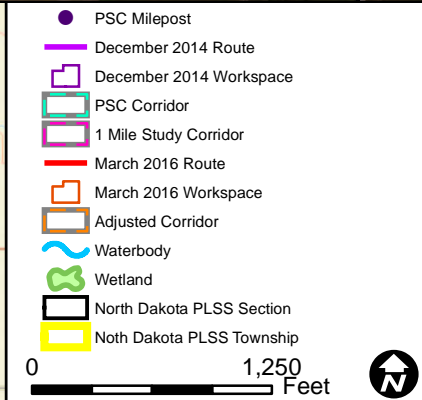 PSC Milepost
December 2014 Route
December 2014 Workspace
PSC Corridor
1 Mile Study Corridor
March 2016 Route
March 2016 Workspace
Adjusted Corridor
Waterbody
Wetland
North Dakota PLSS Section
Noth Dakota PLSS Township
0 1,250
Feet
N